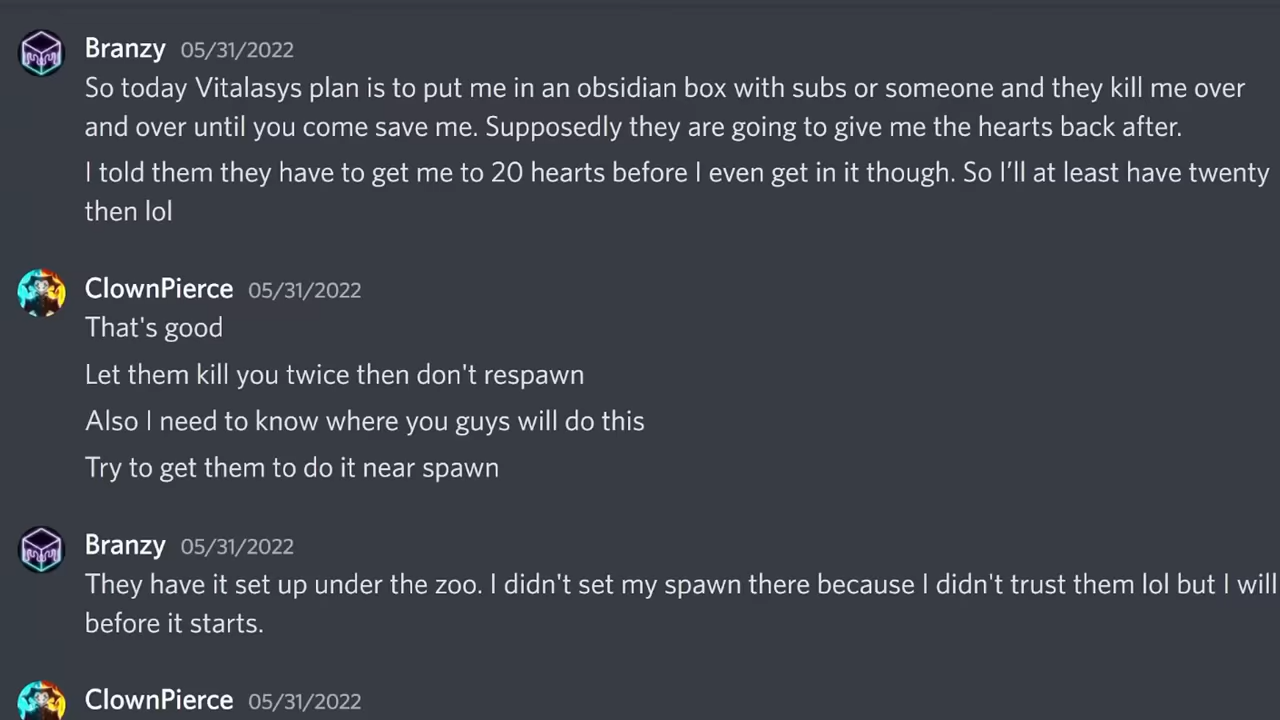 Branzy 05/31/2022
So today Vitalasys plan is to put me in an obsidian box with subs or someone and they kill me over
and over until you come save me. Supposedly they are going to give me the hearts back after.
I told them they have to get me to 20 hearts before I even get in it though. So I’ll at least have twenty
then lol
ClownPierce 05/31/2022
That's good
Let them kill you twice then don't respawn
Also I need to know where you guys will do this
Try to get them to do it near spawn
Branzy 05/31/2022
They have it set up under the zoo. I didn't set my spawn there because I didn't trust them lol but I will
before it starts.
ClownPierce 05/31/2022